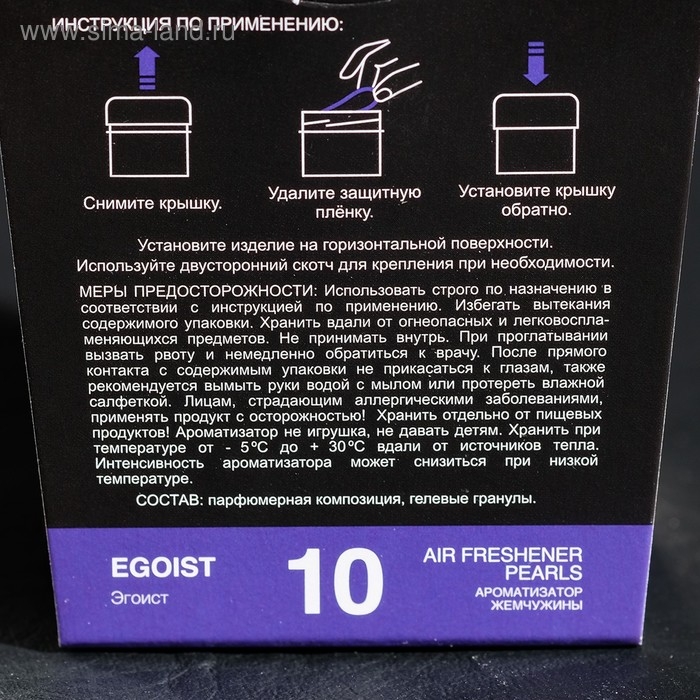 ИНСТРУКЦИЯ ПО ПРИМЕНЕНИЮ:
www.sima-land.ru
Снимите крышку.
Удалите защитную
плёнку.
Установите крышку
обратно.
Установите изделие на горизонтальной поверхности.
Используйте двусторонний скотч для крепления при необходимости.
МЕРЫ ПРЕДОСТОРОЖНОСТИ: Использовать строго по назначению в
соответствии с инструкцией по применению. Избегать вытекания
содержимого упаковки. Хранить вдали от огнеопасных и легковоспла-
меняющихся предметов. Не принимать внутрь. При проглатывании
вызвать рвоту и немедленно обратиться к врачу. После прямого
контакта с содержимым упаковки не прикасаться к глазам, также
рекомендуется вымыть руки водой с мылом или протереть влажной
салфеткой. Лицам, страдающим аллергическими заболеваниями,
применять продукт с осторожностью! Хранить отдельно от пищевых
продуктов! Ароматизатор не игрушка, не давать детям. Хранить при
температуре от - 5°С до + 30°С вдали от источников тепла.
Интенсивность ароматизатора может снизиться при низкой
температуре.
СОСТАВ: парфюмерная композиция, гелевые гранулы.
EGOIST
Эгоист
10
AIR FRESHENER
PEARLS
АРОМАТИЗАТОР
ЖЕМЧУЖИНЫ